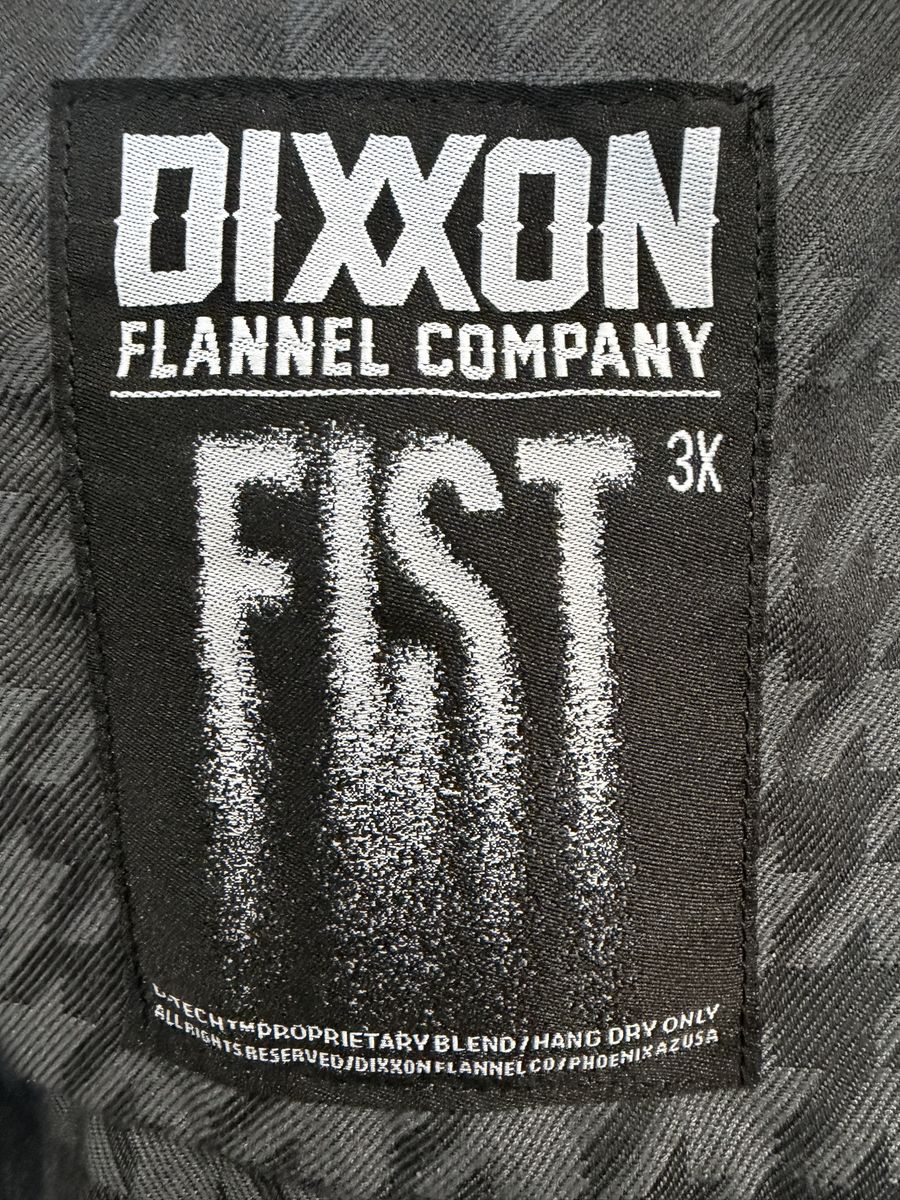 DIXXON
FLANNEL COMPANY
FIST 3X
D-TECH™ PROPRIETARY BLEND / HANG DRY ONLY
ALL RIGHTS RESERVED / DIXXON FLANNEL CO / PHOENIX AZ USA